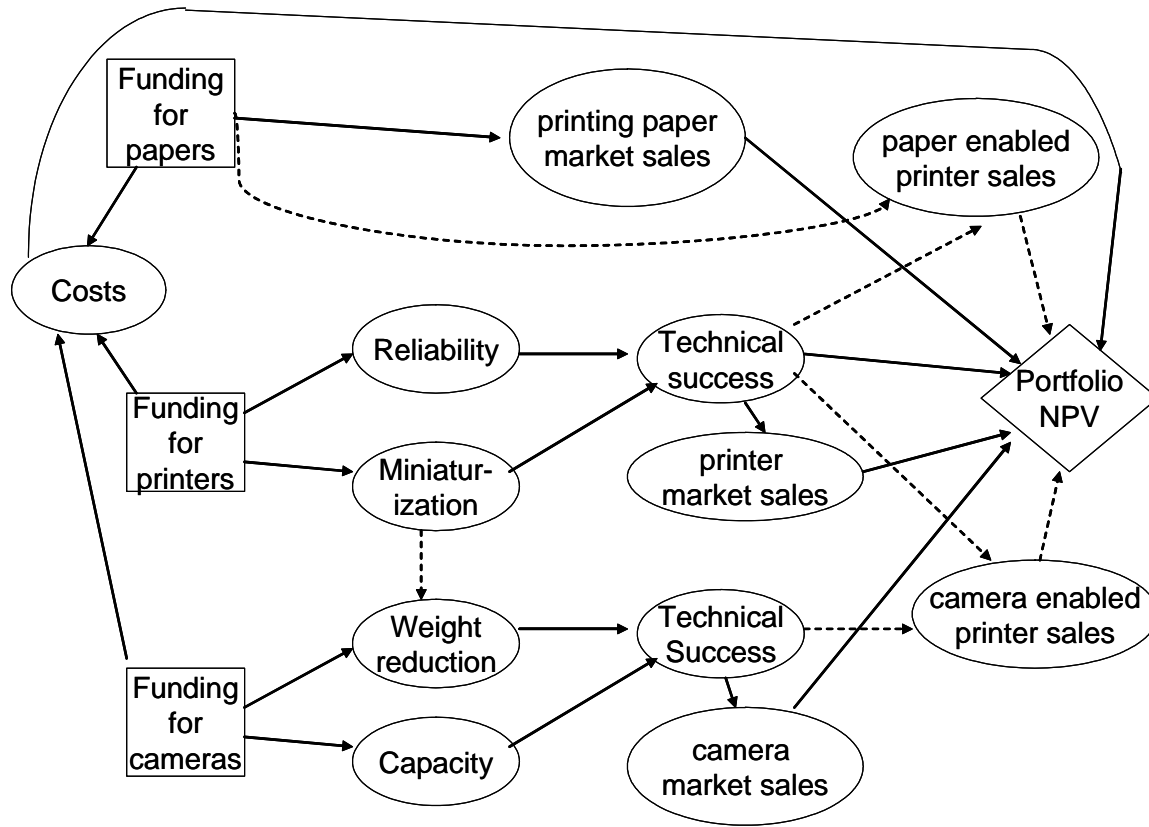 Funding
for
papers
printing paper
market sales
paper enabled
printer sales
Costs
Reliability
Technical
success
Portfolio
NPV
Funding
for
printers
Miniatur-
ization
printer
market sales
Weight
reduction
Technical
Success
camera enabled
printer sales
Funding
for
cameras
Capacity
camera
market sales